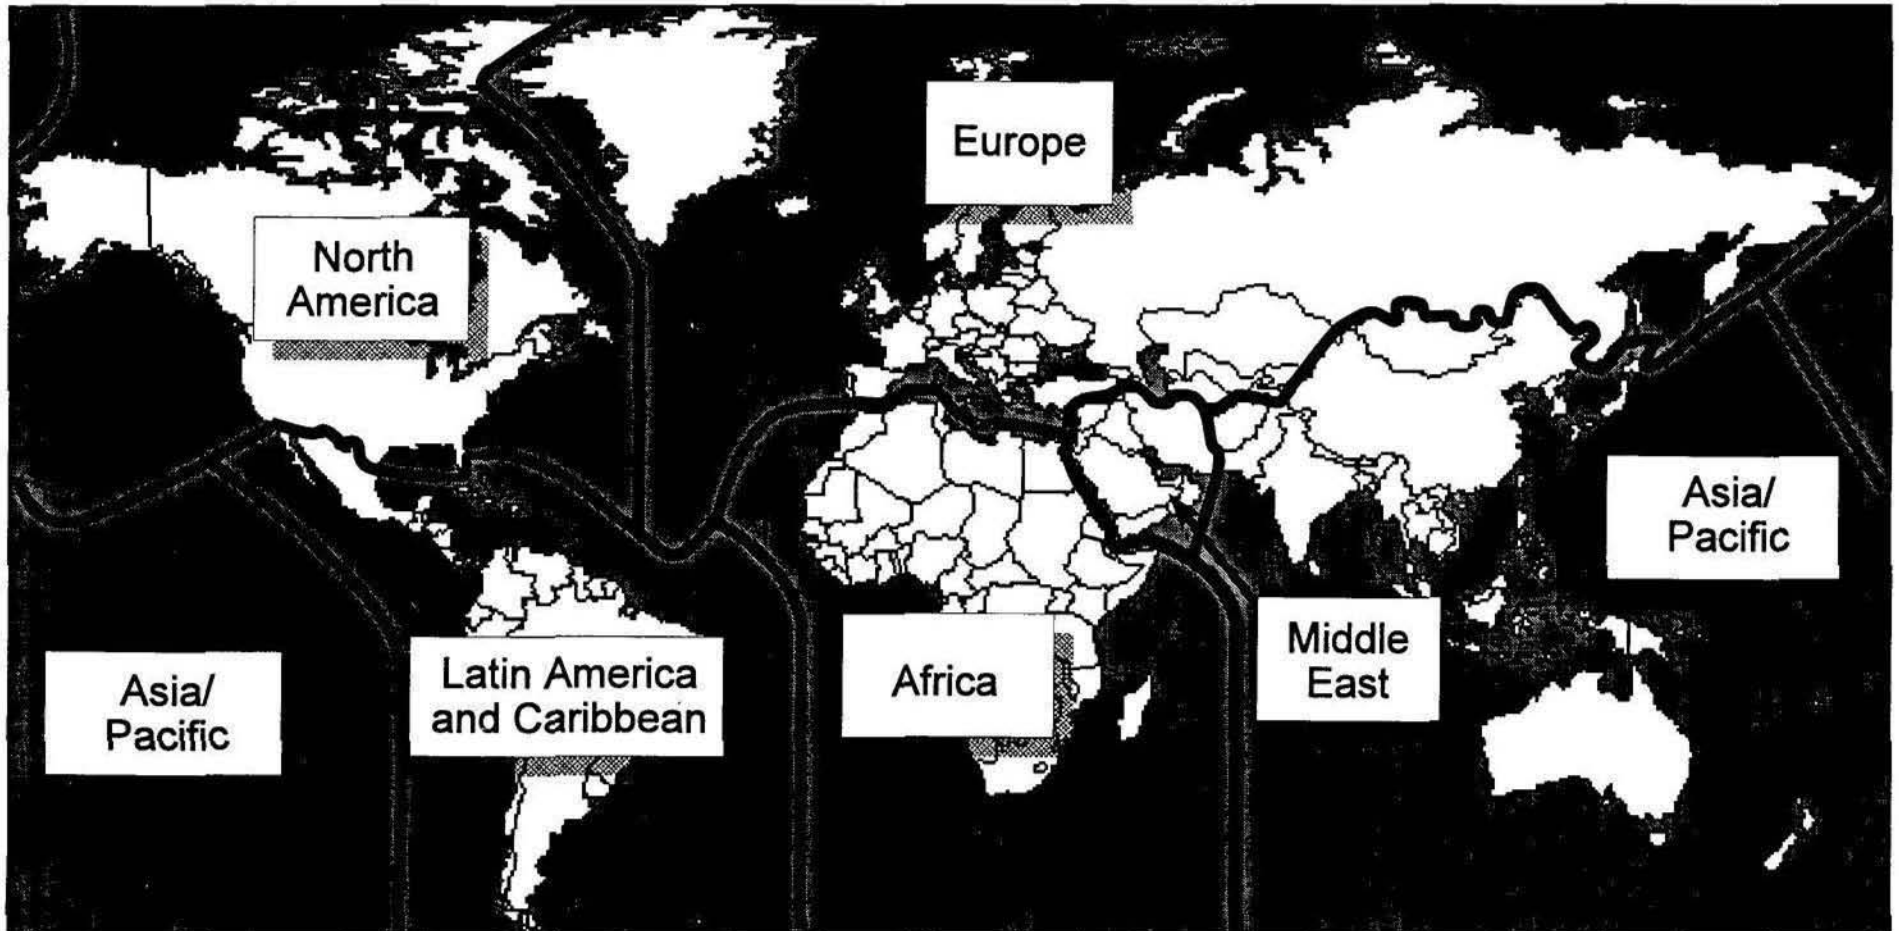 Europe
North
America
Asia/
Pacific
Middle
East
Latin America
and Caribbean
Africa
Asia/
Pacific